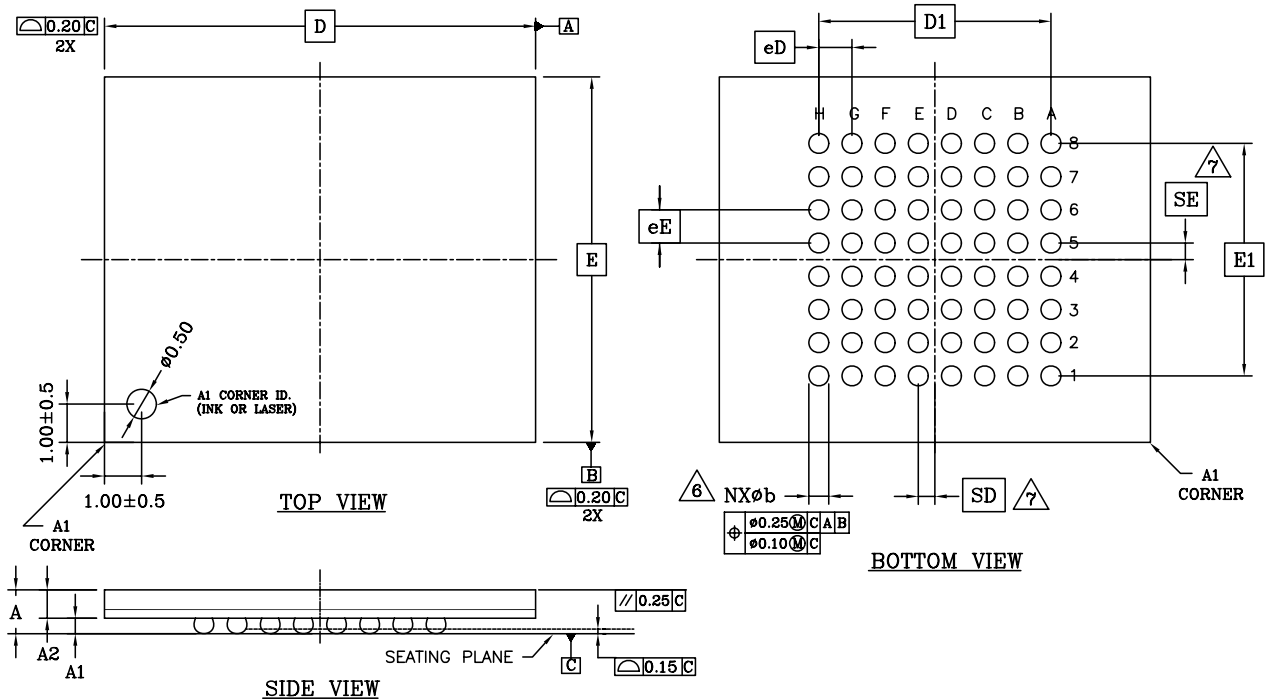 ⌓ 0.20 C
2X
D
A
E
ø0.50
A1 CORNER ID.
(INK OR LASER)
1.00±0.5
1.00±0.5
A1
CORNER
TOP VIEW
B
⌓ 0.20 C
2X
D1
eD
H G F E D C B A
8
7
6
5
4
3
2
1
7
SE
eE
E1
6
NXøb
SD
7
⌖ ø0.25Ⓜ C A B
ø0.10Ⓜ C
A1
CORNER
BOTTOM VIEW
A
A2
A1
// 0.25 C
SEATING PLANE
C
⌓ 0.15 C
SIDE VIEW